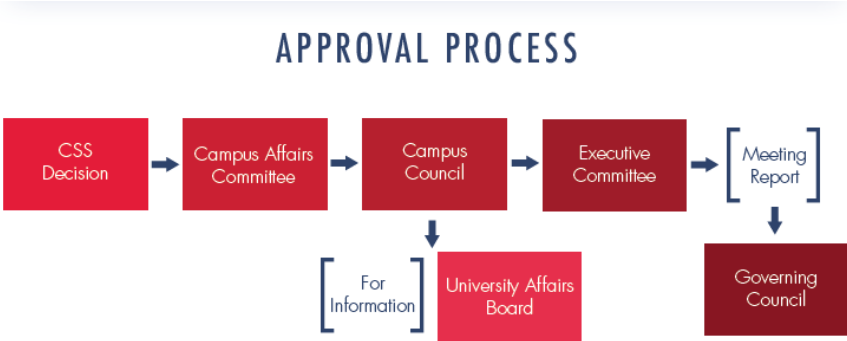 APPROVAL PROCESS
CSS
Decision
Campus Affairs
Committee
Campus
Council
Executive
Committee
Meeting
Report
For
Information
University Affairs
Board
Governing
Council